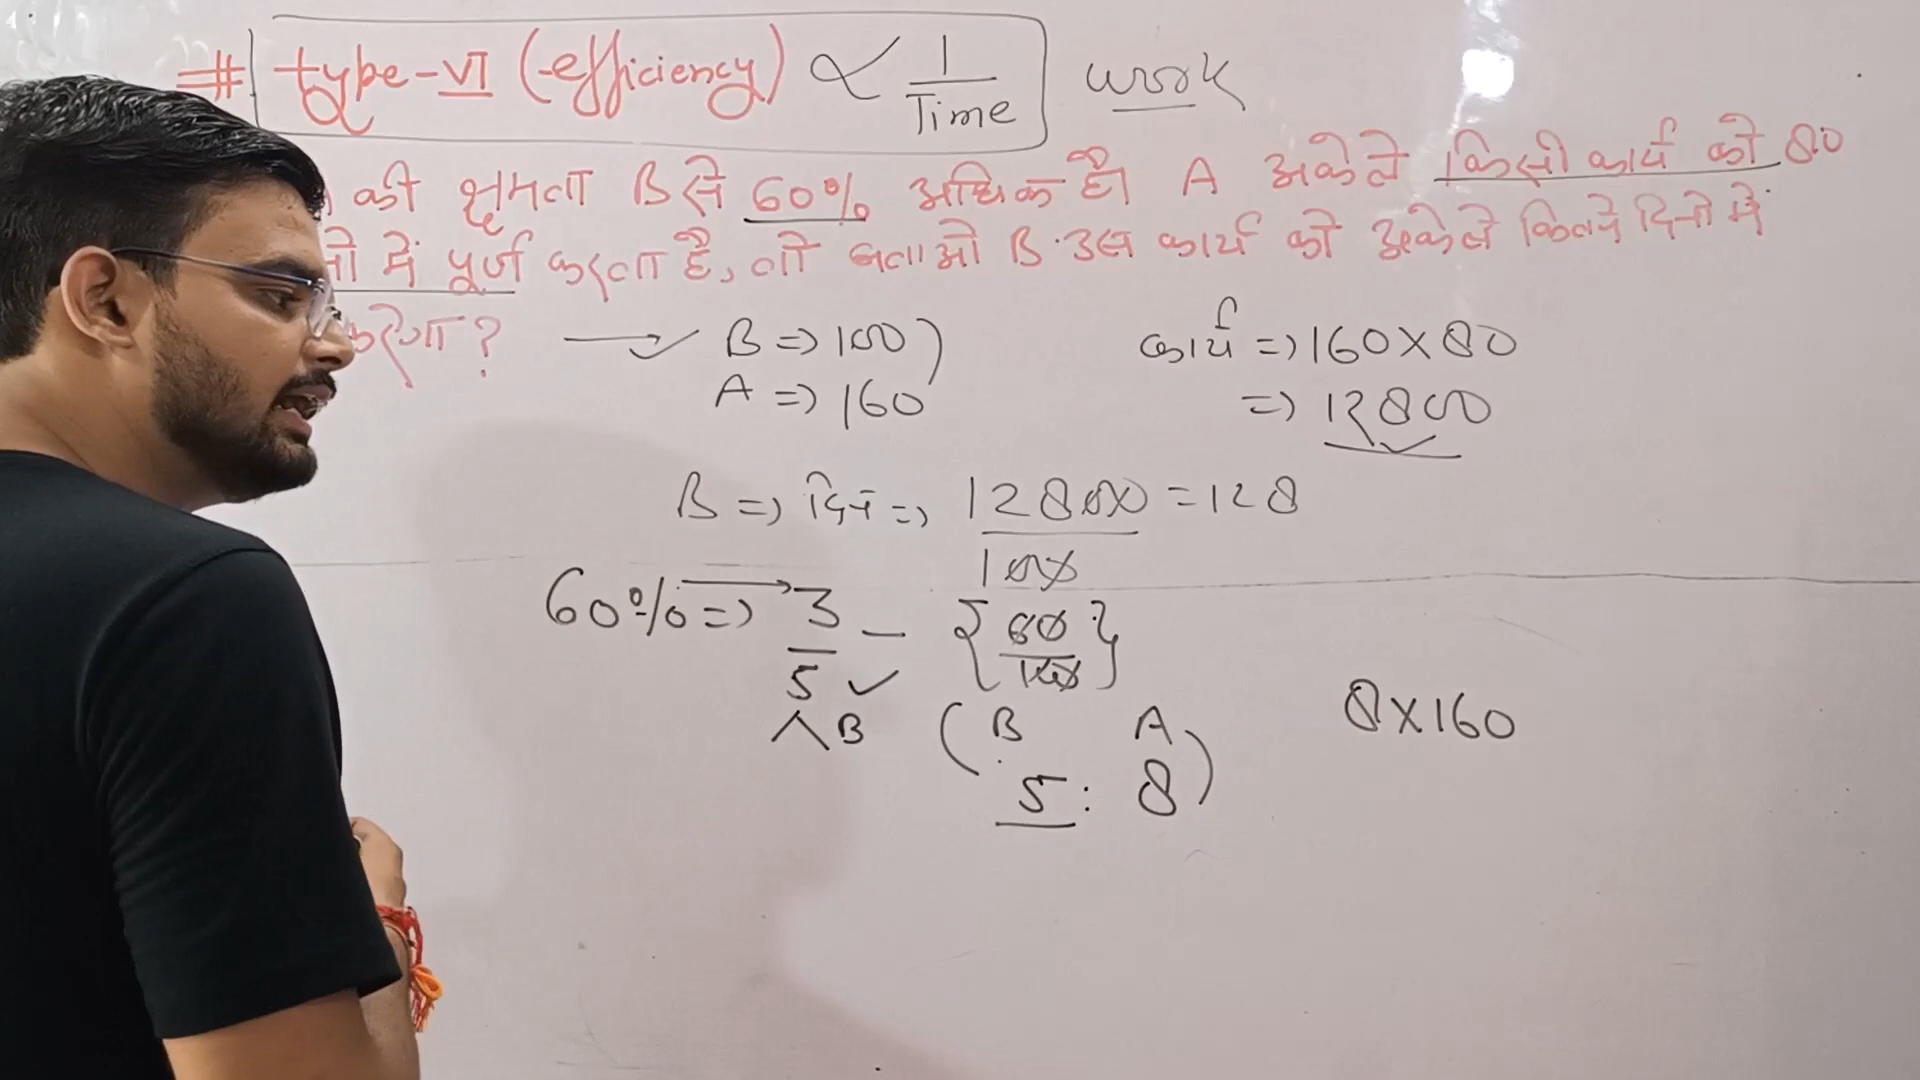 # type-VI (efficiency) ∝ 1/Time work
की क्षमता B से 60% अधिक है। A अकेले किसी कार्य को 80
में पूर्ण करता है, तो बताओ B उस कार्य को अकेले कितने दिनो में
करेगा? → B => 100) कार्य => 160×80
A => 160 => 12800
B => दिन => 12800/100 = 128
60% => 3/5 - {60/100}
B (B A) 8×160
5 : 8